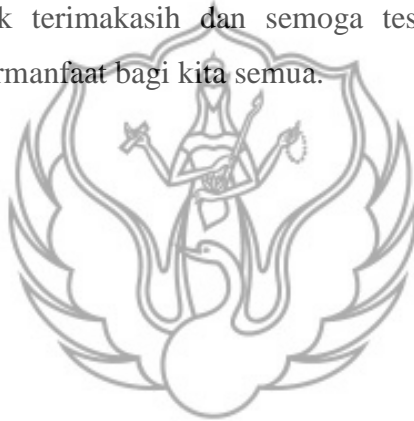 k terimakasih dan semoga tes
rmanfaat bagi kita semua.